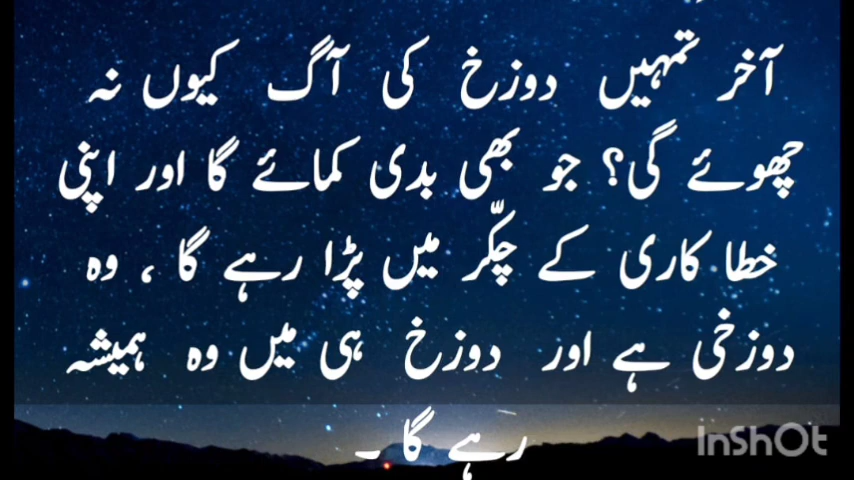 آخر تمہیں دوزخ کی آگ کیوں نہ
چھوئے گی؟ جو بھی بدی کمائے گا اور اپنی
خطا کاری کے چکّر میں پڑا رہے گا ، وہ
دوزخی ہے اور دوزخ ہی میں وہ ہمیشہ
رہے گا ۔
InShOt